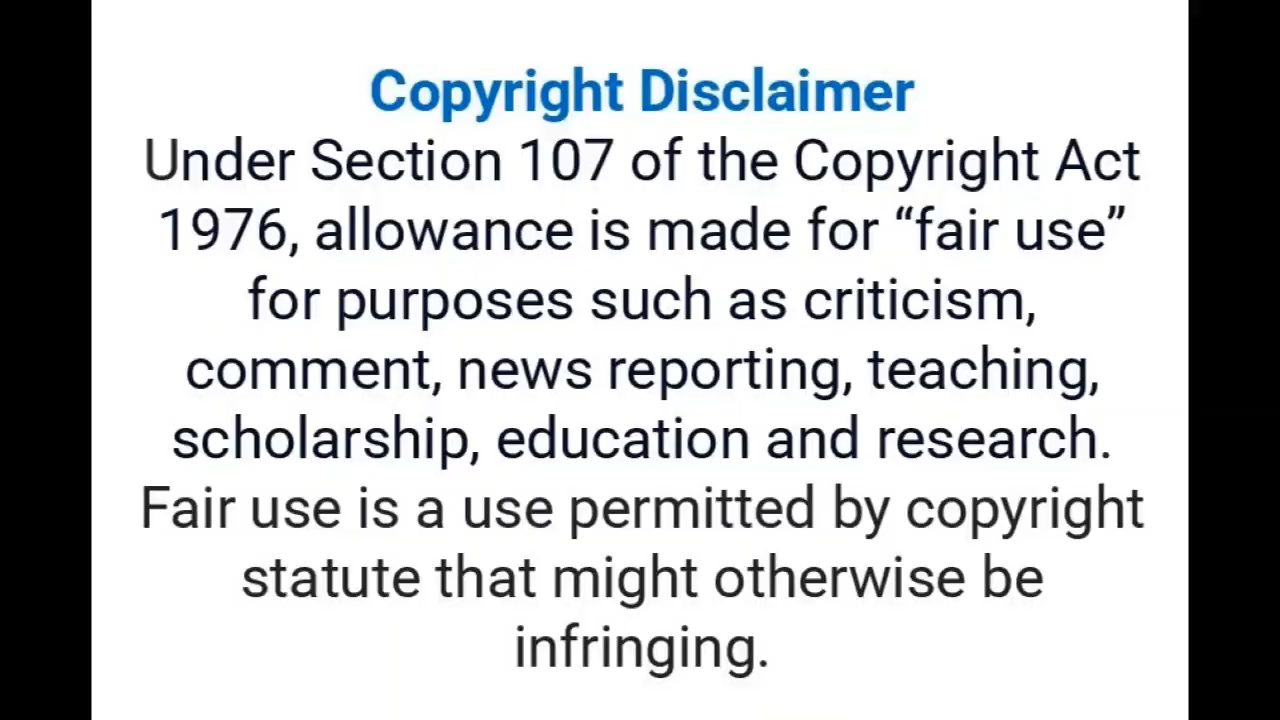 Copyright Disclaimer
Under Section 107 of the Copyright Act
1976, allowance is made for “fair use”
for purposes such as criticism,
comment, news reporting, teaching,
scholarship, education and research.
Fair use is a use permitted by copyright
statute that might otherwise be
infringing.